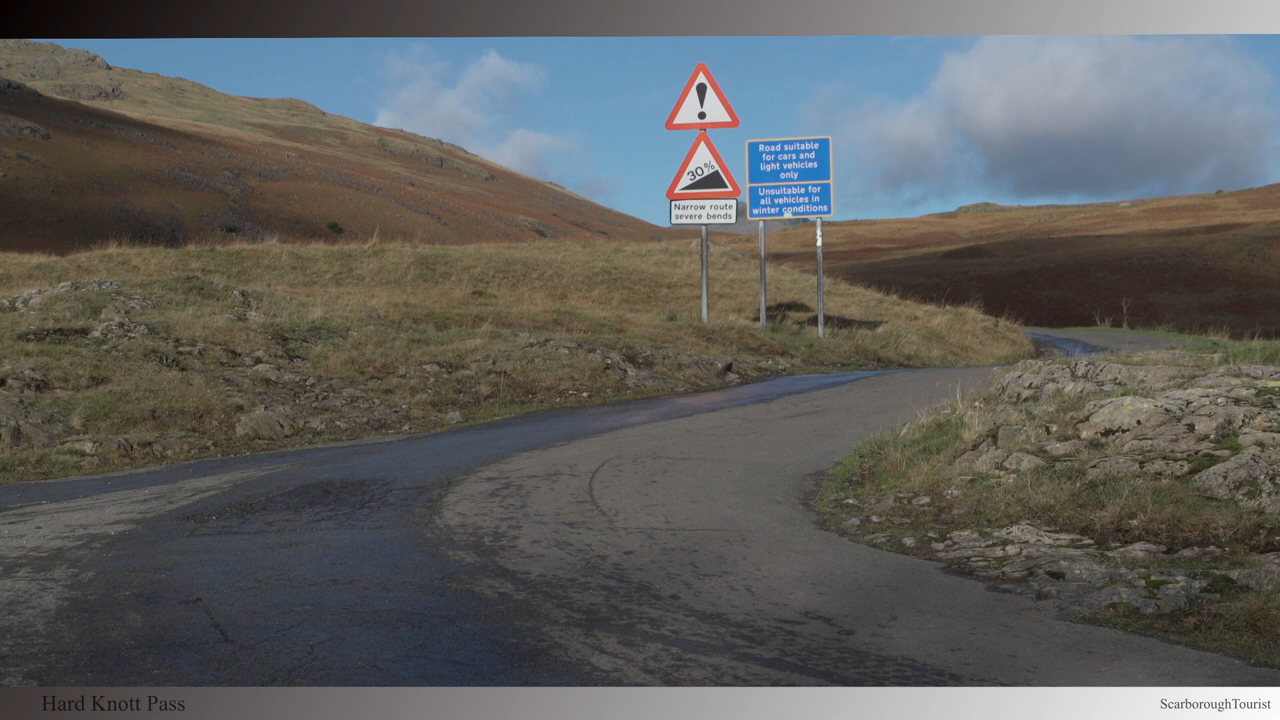 !
30%
Narrow route
severe bends
Road suitable
for cars and
light vehicles
only
Unsuitable for
all vehicles in
winter conditions
Hard Knott Pass
ScarboroughTourist